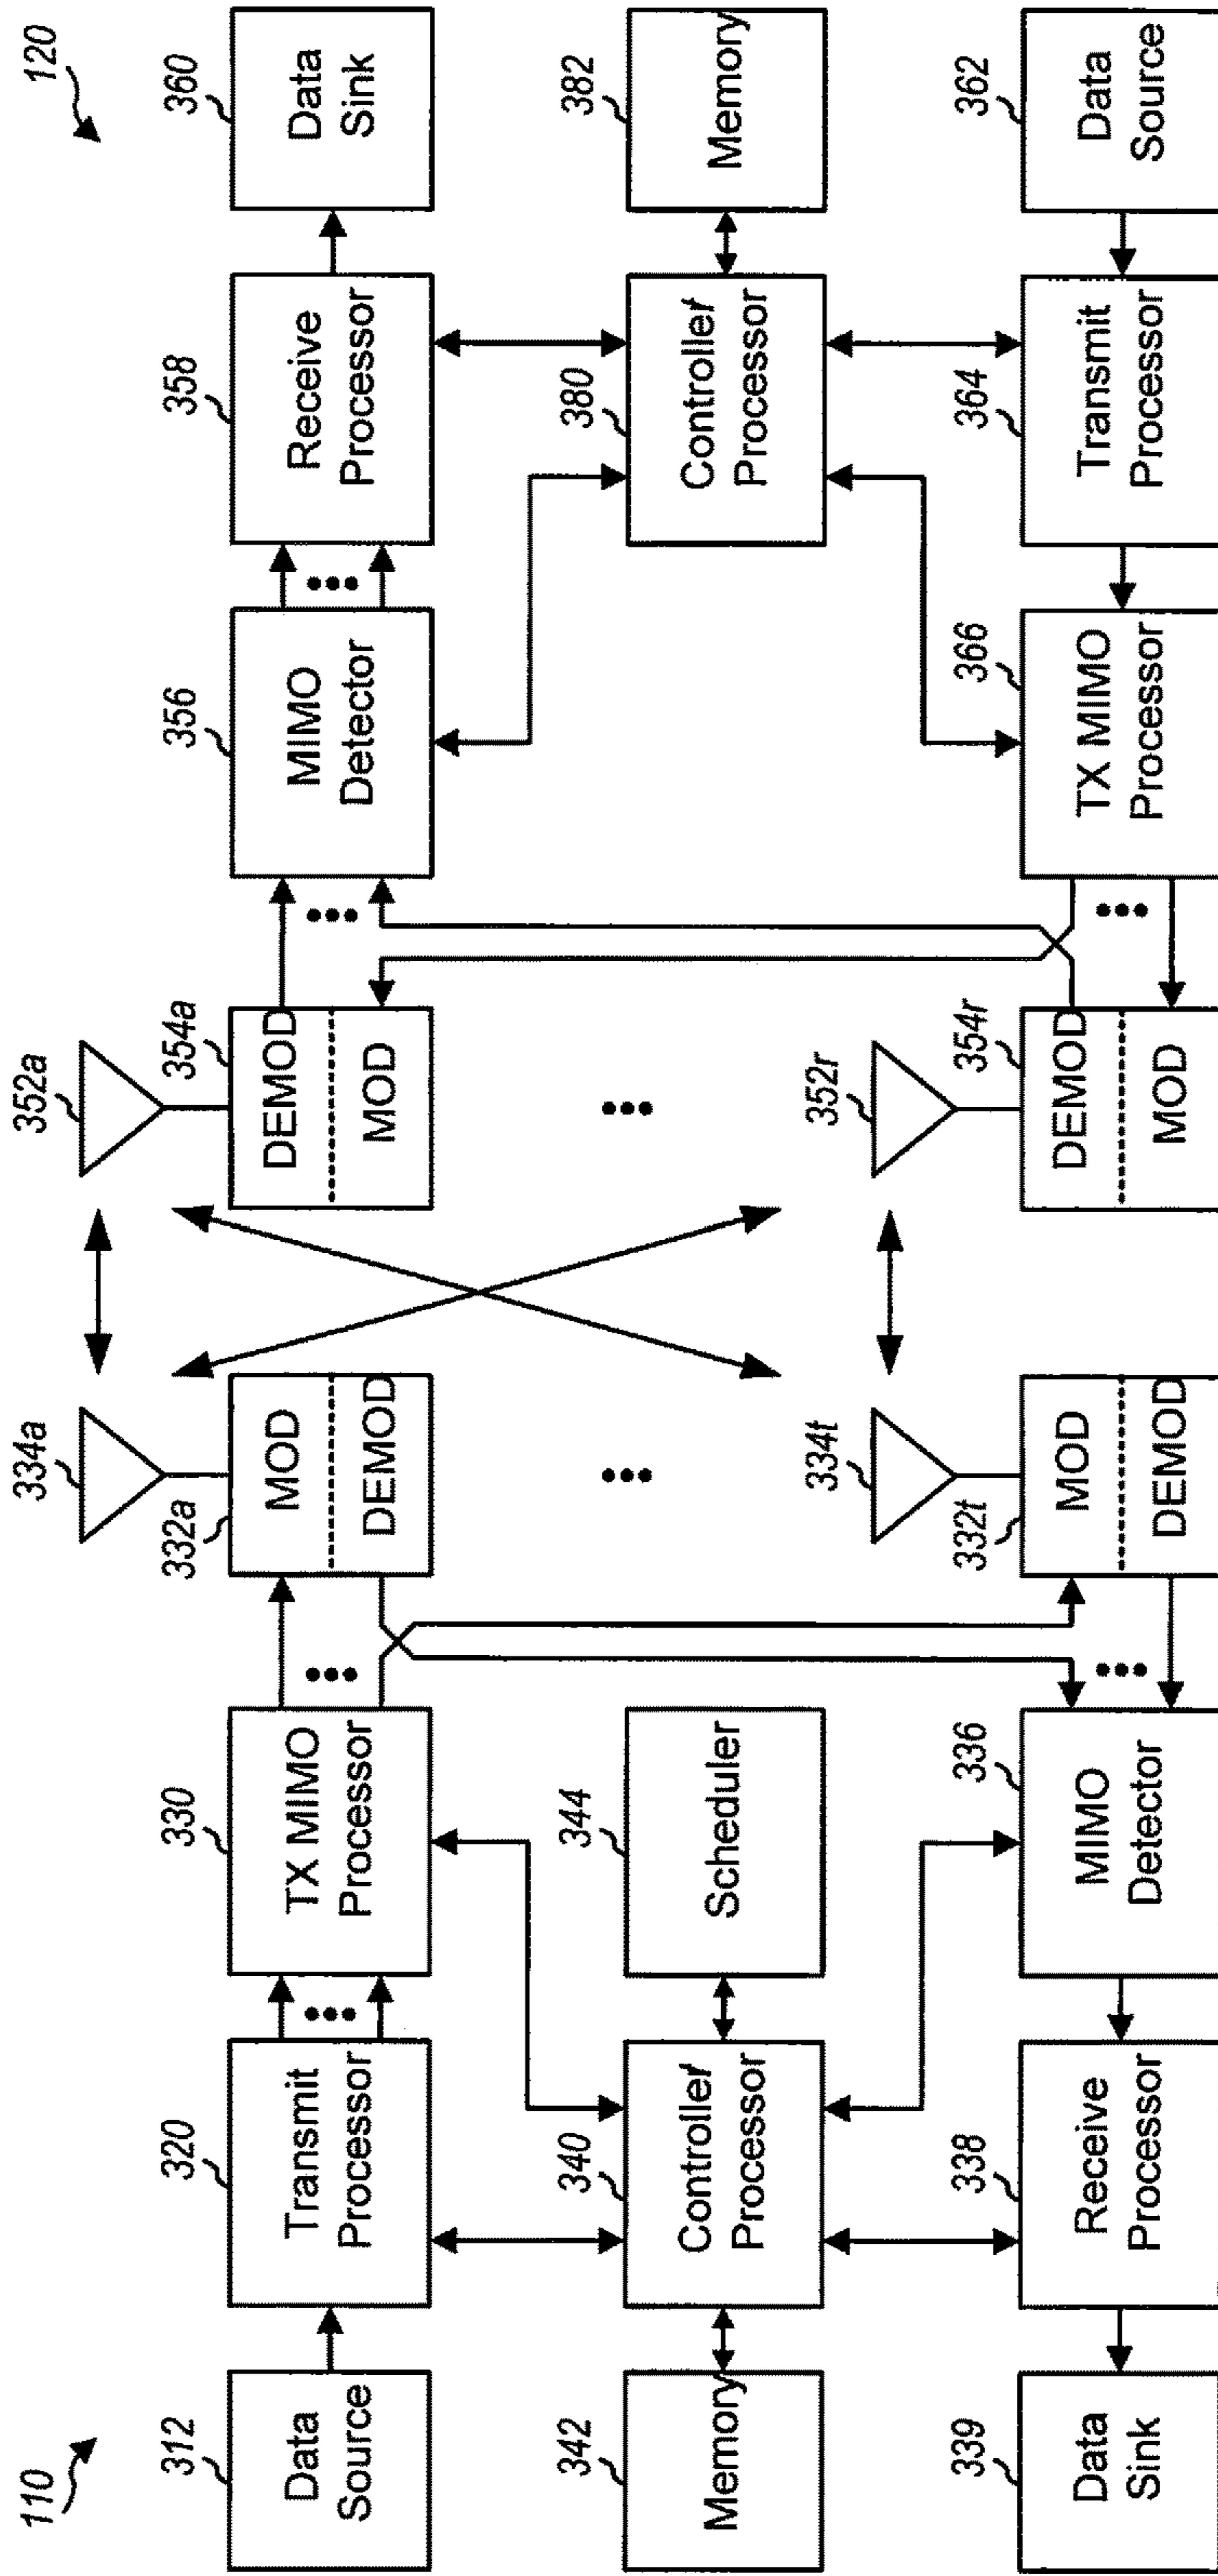 110
120
312
Data
Source
320
Transmit
Processor
330
TX MIMO
Processor
334a
332a
MOD
DEMOD
352a
354a
DEMOD
MOD
356
MIMO
Detector
358
Receive
Processor
360
Data
Sink
342
Memory
340
Controller/
Processor
344
Scheduler
380
Controller/
Processor
382
Memory
339
Data
Sink
338
Receive
Processor
336
MIMO
Detector
334t
332t
MOD
DEMOD
352r
354r
DEMOD
MOD
366
TX MIMO
Processor
364
Transmit
Processor
362
Data
Source